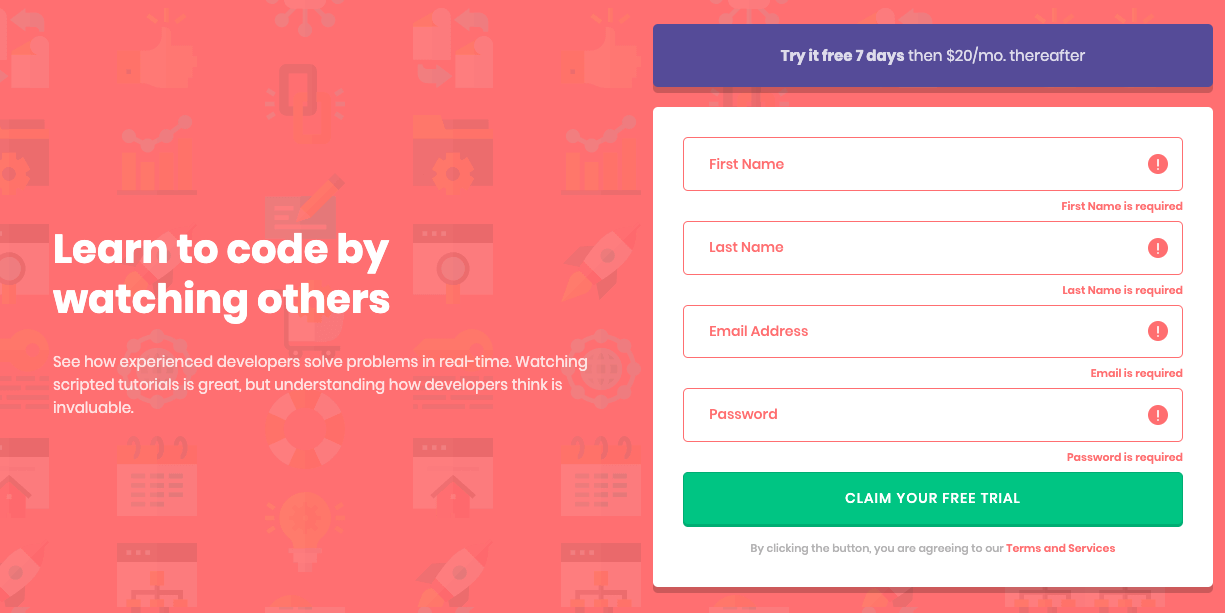 Learn to code by
watching others
See how experienced developers solve problems in real-time. Watching
scripted tutorials is great, but understanding how developers think is
invaluable.
Try it free 7 days then $20/mo. thereafter
First Name
First Name is required
Last Name
Last Name is required
Email Address
Email is required
Password
Password is required
CLAIM YOUR FREE TRIAL
By clicking the button, you are agreeing to our Terms and Services